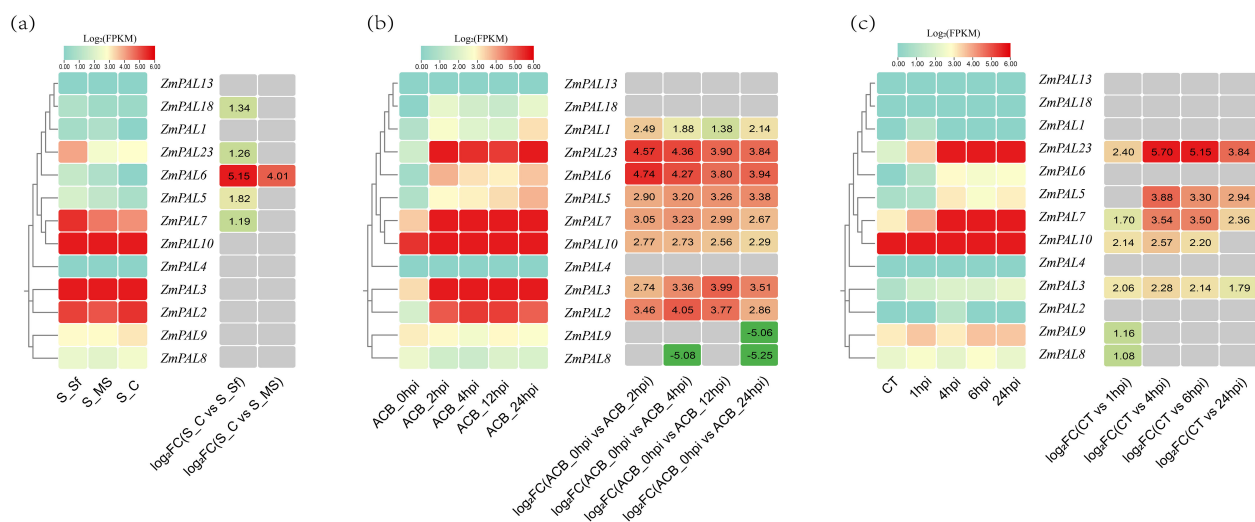 (a)
Log₂(FPKM)
0.00 1.00 2.00 3.00 4.00 5.00 6.00
ZmPAL13
ZmPAL18 1.34
ZmPAL1
ZmPAL23 1.26
ZmPAL6 5.15 4.01
ZmPAL5 1.82
ZmPAL7 1.19
ZmPAL10
ZmPAL4
ZmPAL3
ZmPAL2
ZmPAL9
ZmPAL8
S_Sf
S_MS
S_C
log₂FC(S_C vs S_Sf)
log₂FC(S_C vs S_MS)
(b)
Log₂(FPKM)
0.00 1.00 2.00 3.00 4.00 5.00 6.00
ZmPAL13
ZmPAL18
ZmPAL1 2.49 1.88 1.38 2.14
ZmPAL23 4.57 4.36 3.90 3.84
ZmPAL6 4.74 4.27 3.80 3.94
ZmPAL5 2.90 3.20 3.26 3.38
ZmPAL7 3.05 3.23 2.99 2.67
ZmPAL10 2.77 2.73 2.56 2.29
ZmPAL4
ZmPAL3 2.74 3.36 3.99 3.51
ZmPAL2 3.46 4.05 3.77 2.86
ZmPAL9 -5.06
ZmPAL8 -5.08 -5.25
ACB_0hpi
ACB_2hpi
ACB_4hpi
ACB_12hpi
ACB_24hpi
log₂FC(ACB_0hpi vs ACB_2hpi)
log₂FC(ACB_0hpi vs ACB_4hpi)
log₂FC(ACB_0hpi vs ACB_12hpi)
log₂FC(ACB_0hpi vs ACB_24hpi)
(c)
Log₂(FPKM)
0.00 1.00 2.00 3.00 4.00 5.00 6.00
ZmPAL13
ZmPAL18
ZmPAL1
ZmPAL23 2.40 5.70 5.15 3.84
ZmPAL6
ZmPAL5 3.88 3.30 2.94
ZmPAL7 1.70 3.54 3.50 2.36
ZmPAL10 2.14 2.57 2.20
ZmPAL4
ZmPAL3 2.06 2.28 2.14 1.79
ZmPAL2
ZmPAL9 1.16
ZmPAL8 1.08
CT
1hpi
4hpi
6hpi
24hpi
log₂FC(CT vs 1hpi)
log₂FC(CT vs 4hpi)
log₂FC(CT vs 6hpi)
log₂FC(CT vs 24hpi)